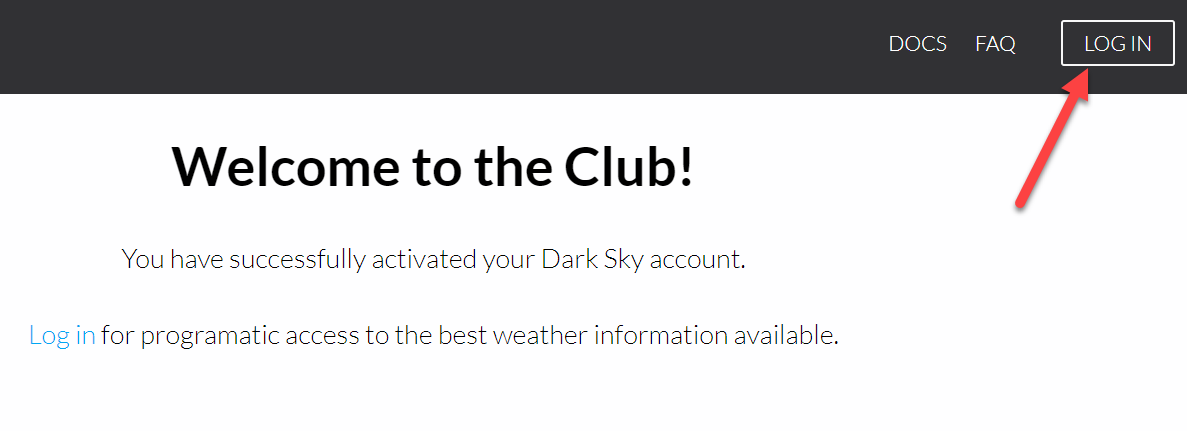 DOCS FAQ LOG IN
Welcome to the Club!
You have successfully activated your Dark Sky account.
Log in for programatic access to the best weather information available.